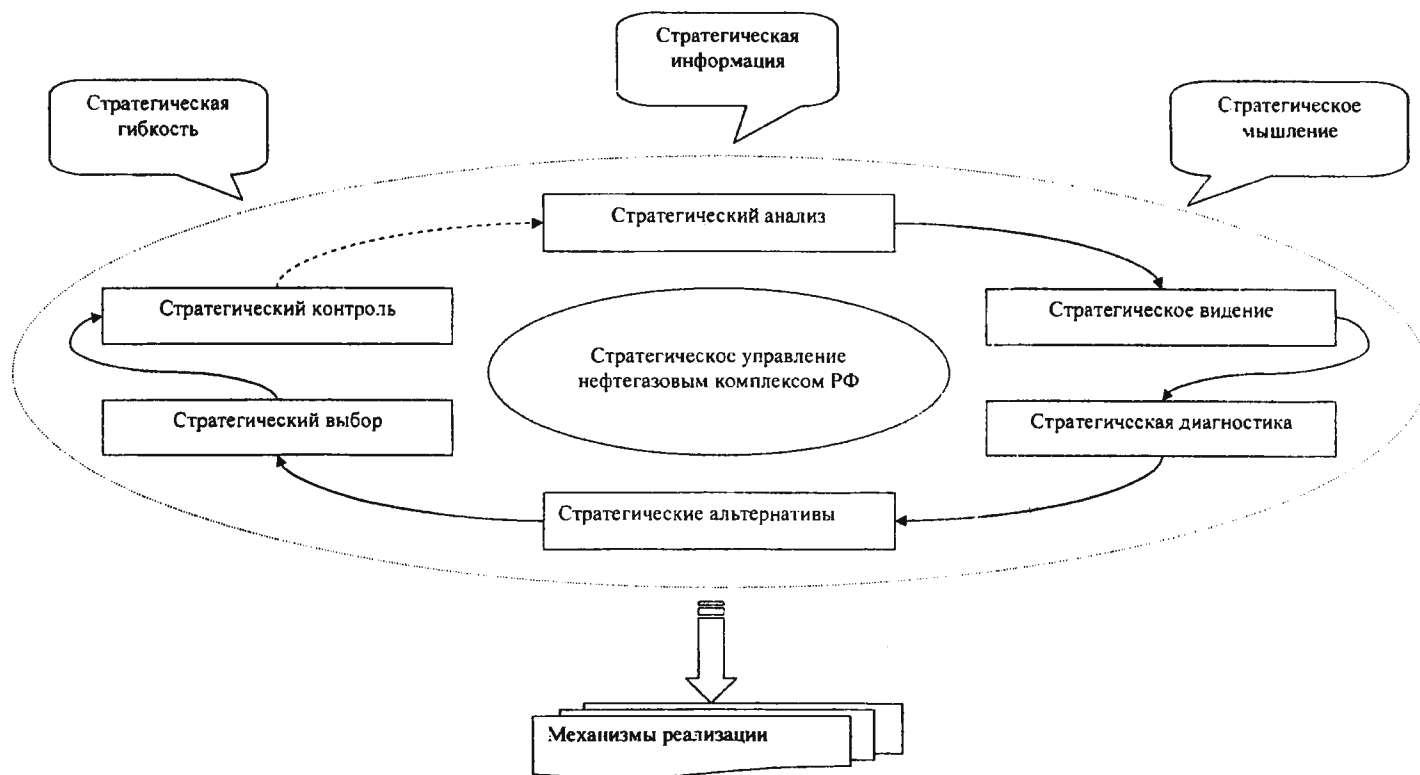 Стратегическая
информация
Стратегическая
гибкость
Стратегическое
мышление
Стратегический анализ
Стратегический контроль
Стратегическое видение
Стратегическое управление
нефтегазовым комплексом РФ
Стратегический выбор
Стратегическая диагностика
Стратегические альтернативы
Механизмы реализации